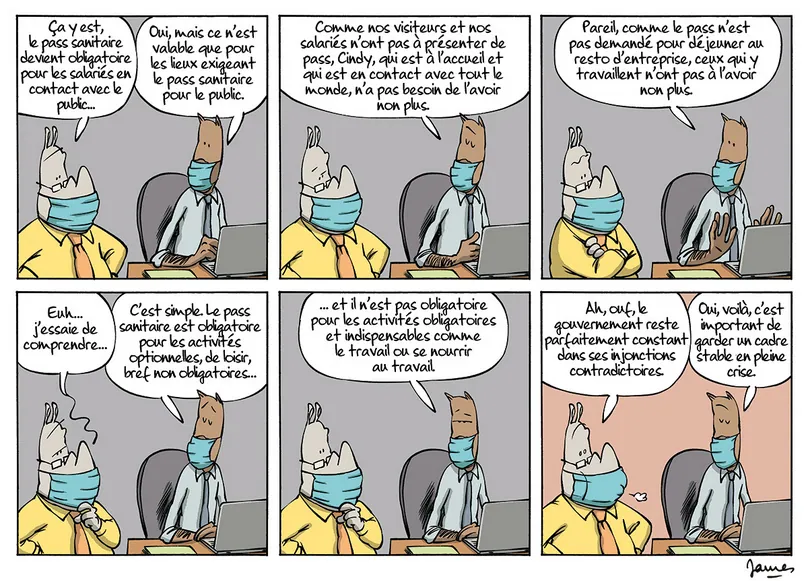 Ça y est,
le pass sanitaire
devient obligatoire
pour les salariés en
contact avec le
public...
Oui, mais ce n'est
valable que pour
les lieux exigeant
le pass sanitaire
pour le public.
Comme nos visiteurs et nos
salariés n'ont pas à présenter de
pass, Cindy, qui est à l'accueil et
qui est en contact avec tout le
monde, n'a pas besoin de l'avoir
non plus.
Pareil, comme le pass n'est
pas demandé pour déjeuner au
resto d'entreprise, ceux qui y
travaillent n'ont pas à l'avoir
non plus.
Euh...
j'essaie de
comprendre...
C'est simple. Le pass
sanitaire est obligatoire
pour les activités
optionnelles, de loisir,
bref non obligatoires...
... et il n'est pas obligatoire
pour les activités obligatoires
et indispensables comme
le travail ou se nourrir
au travail.
Ah, ouf, le
gouvernement reste
parfaitement constant
dans ses injonctions
contradictoires.
Oui, voilà, c'est
important de
garder un cadre
stable en pleine
crise.
James